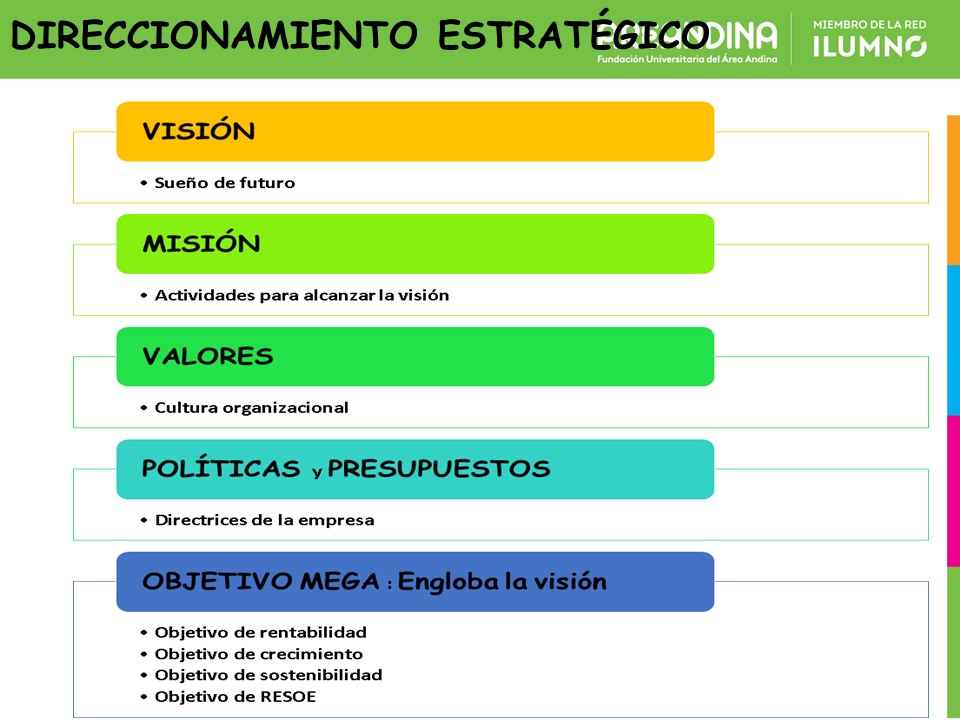 DIRECCIONAMIENTO ESTRATÉGICO
Fundación Universitaria del Área Andina
MIEMBRO DE LA RED
ILUMNO
VISIÓN
• Sueño de futuro
MISIÓN
• Actividades para alcanzar la visión
VALORES
• Cultura organizacional
POLÍTICAS y PRESUPUESTOS
• Directrices de la empresa
OBJETIVO MEGA : Engloba la visión
• Objetivo de rentabilidad
• Objetivo de crecimiento
• Objetivo de sostenibilidad
• Objetivo de RESOE